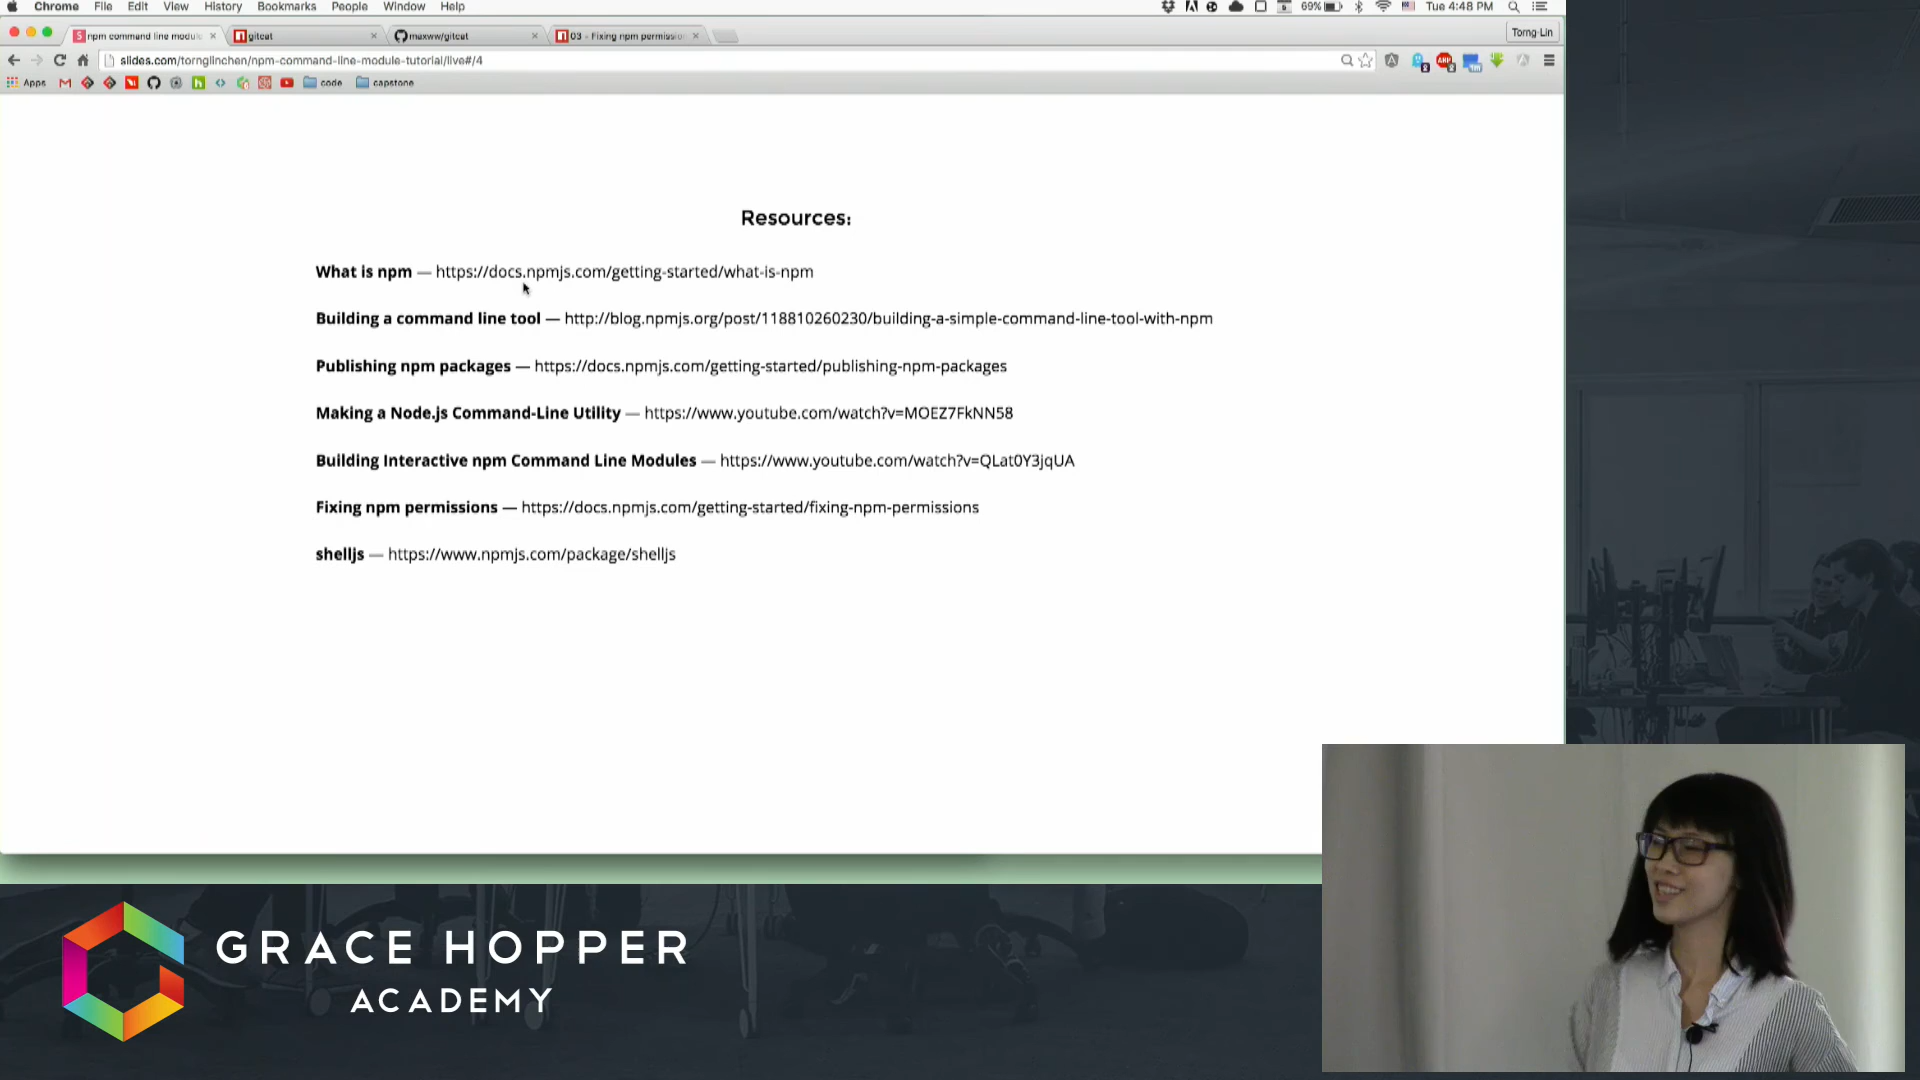 Chrome File Edit View History Bookmarks People Window Help 69% Tue 4:48 PM
npm command line modul gitcat maxww/gitcat 03 - Fixing npm permissio Torng-Lin
slides.com/tornglinchen/npm-command-line-module-tutorial/live#/4
Apps code capstone
Resources:
What is npm — https://docs.npmjs.com/getting-started/what-is-npm
Building a command line tool — http://blog.npmjs.org/post/118810260230/building-a-simple-command-line-tool-with-npm
Publishing npm packages — https://docs.npmjs.com/getting-started/publishing-npm-packages
Making a Node.js Command-Line Utility — https://www.youtube.com/watch?v=MOEZ7FkNN58
Building Interactive npm Command Line Modules — https://www.youtube.com/watch?v=QLat0Y3jqUA
Fixing npm permissions — https://docs.npmjs.com/getting-started/fixing-npm-permissions
shelljs — https://www.npmjs.com/package/shelljs
GRACE HOPPER
ACADEMY